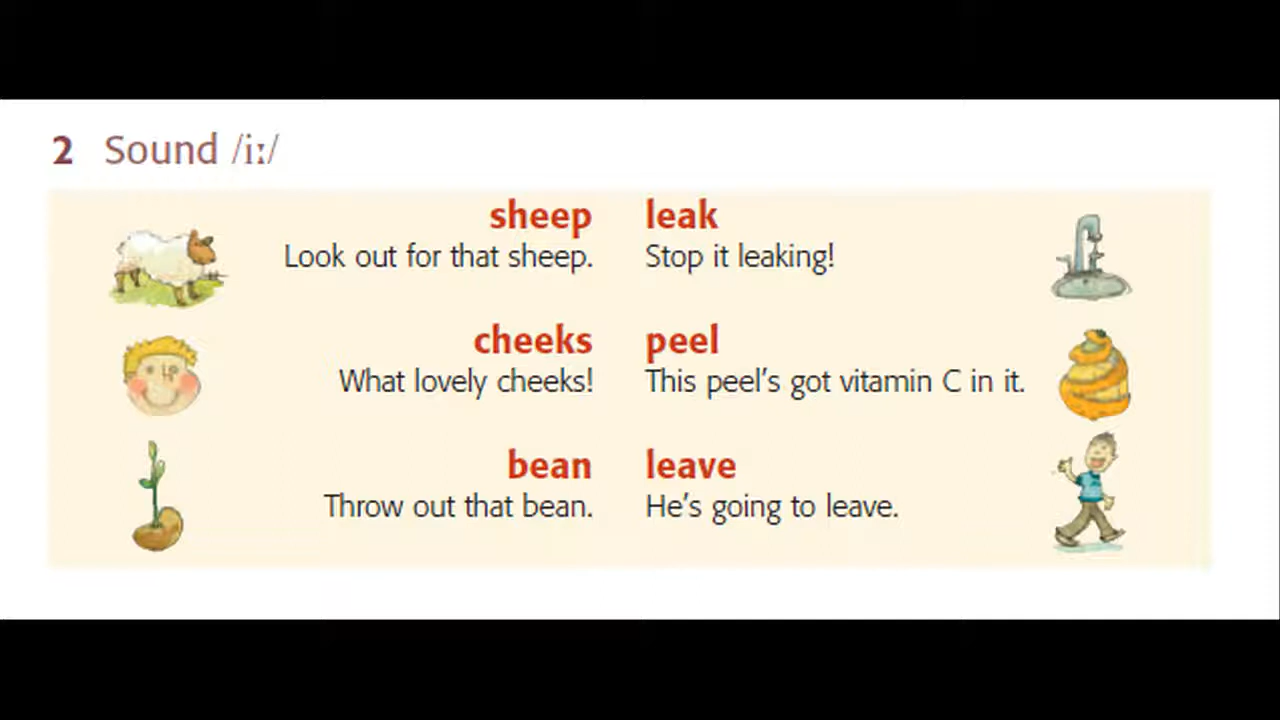 2 Sound /iː/
sheep
Look out for that sheep.
leak
Stop it leaking!
cheeks
What lovely cheeks!
peel
This peel's got vitamin C in it.
bean
Throw out that bean.
leave
He's going to leave.